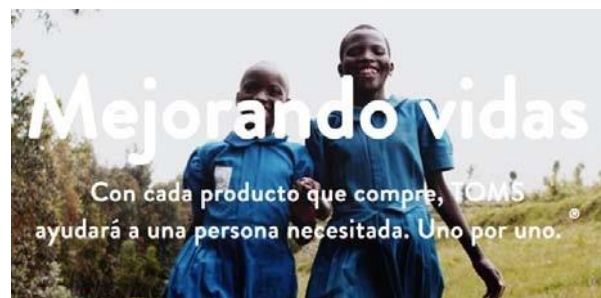 Mejorando vidas
Con cada producto que compre, TOMS
ayudará a una persona necesitada. Uno por uno.®